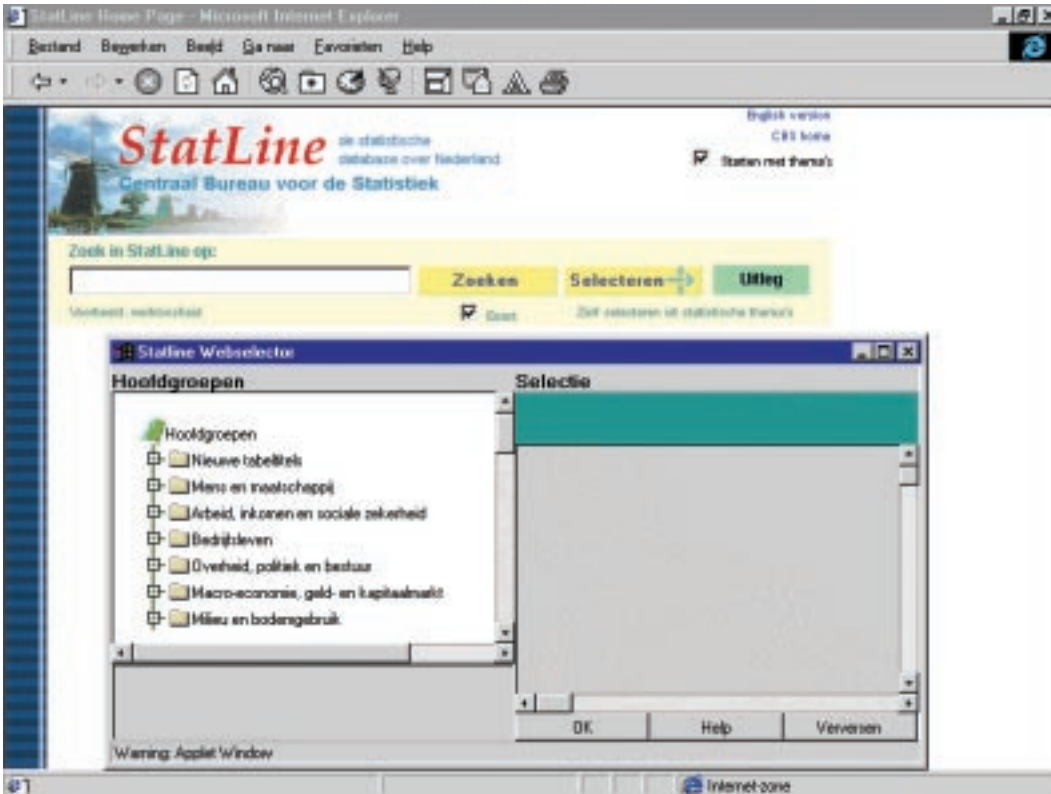 StatLine Home Page - Microsoft Internet Explorer
Bestand Bewerken Beeld Ga naar Favorieten Help
English version
CBS home
Starten met thema's
StatLine de statistische
database over Nederland
Centraal Bureau voor de Statistiek
Zoek in StatLine op:
Zoeken Selecteren Uitleg
Zelf selecteren uit statistische thema's
Statline Webselector
Hoofdgroepen Selectie
Hoofdgroepen
Nieuwe tabeltitels
Mens en maatschappij
Arbeid, inkomen en sociale zekerheid
Bedrijfsleven
Overheid, politiek en bestuur
Macro-economie, geld- en kapitaalmarkt
Milieu en bodemgebruik
OK Help Verversen
Warning: Applet Window
Internet-zone